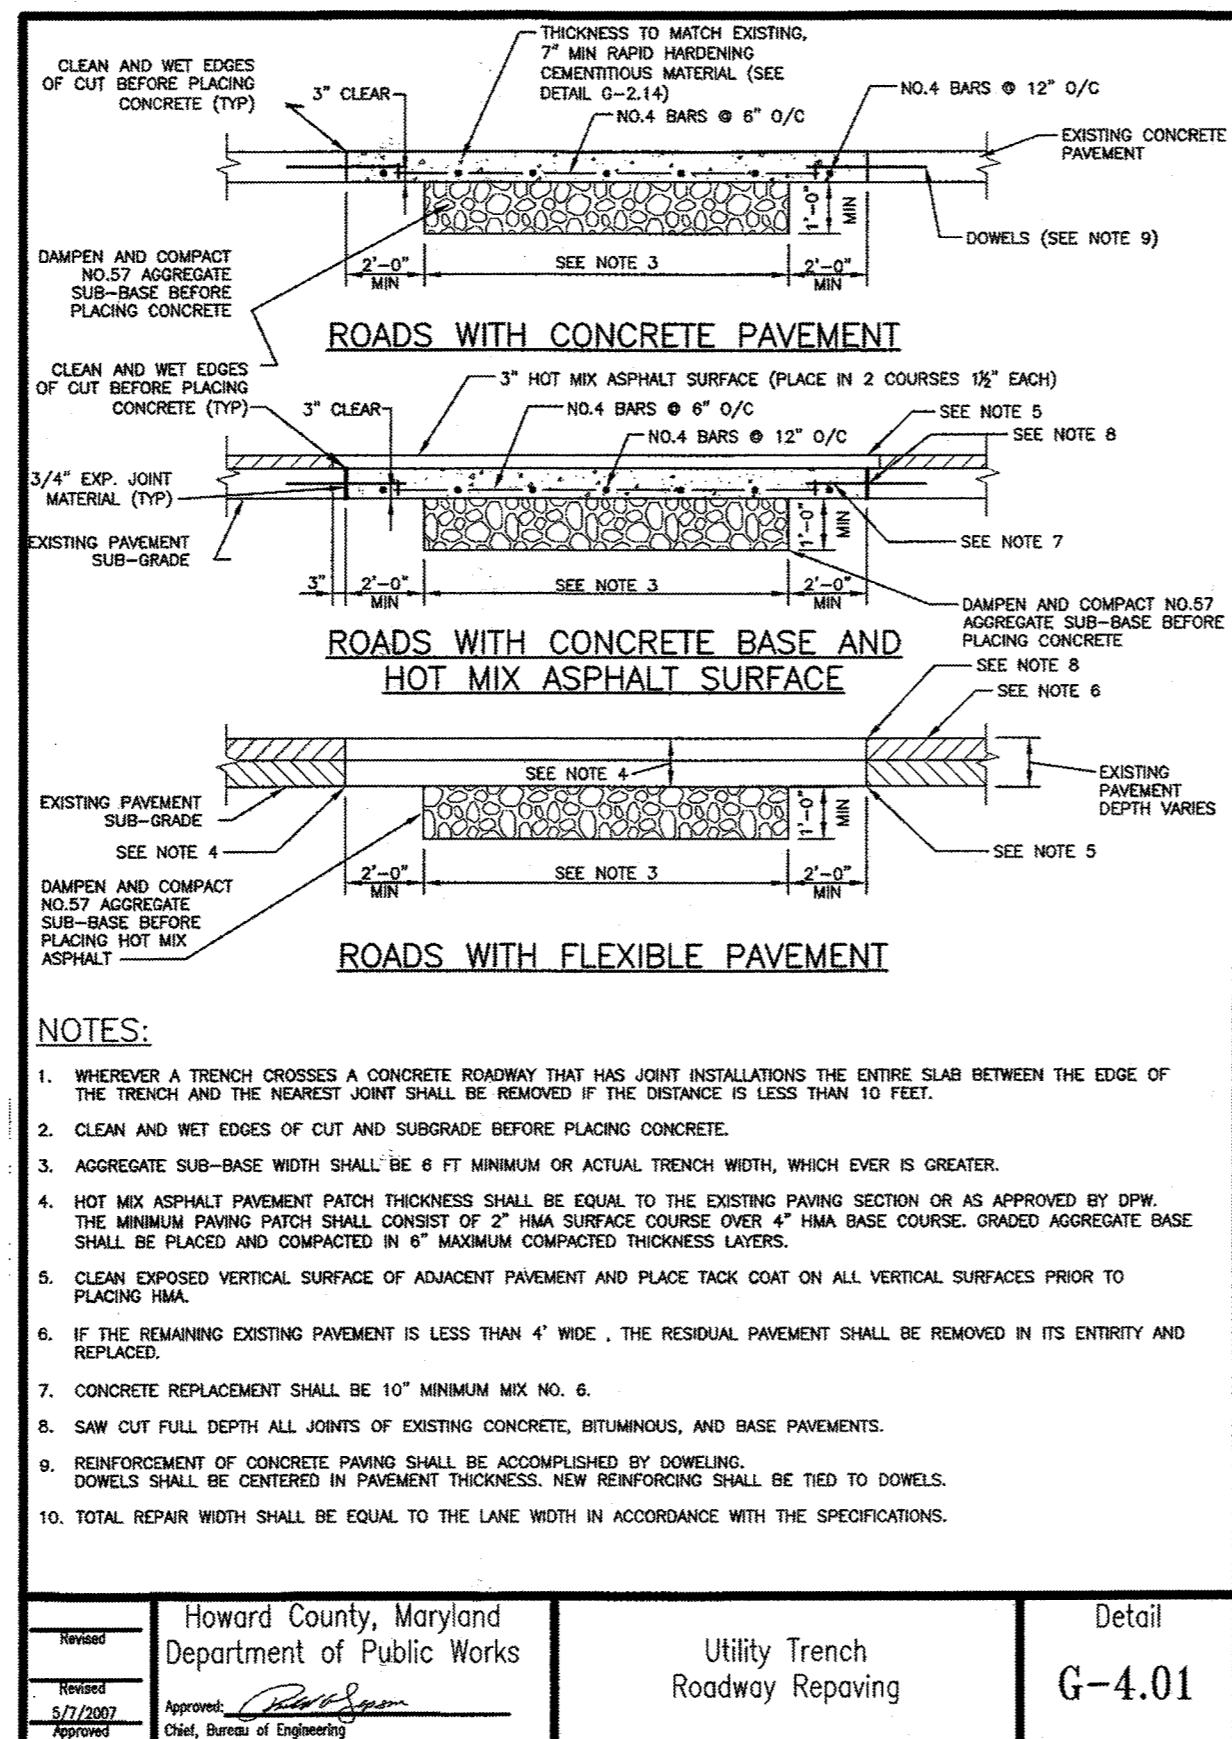 THICKNESS TO MATCH EXISTING,
7" MIN RAPID HARDENING
CEMENTITIOUS MATERIAL (SEE
DETAIL G-2.14)
CLEAN AND WET EDGES
OF CUT BEFORE PLACING
CONCRETE (TYP)
3" CLEAR
NO.4 BARS @ 6" O/C
NO.4 BARS @ 12" O/C
EXISTING CONCRETE
PAVEMENT
1'-0"
MIN
DOWELS (SEE NOTE 9)
DAMPEN AND COMPACT
NO.57 AGGREGATE
SUB-BASE BEFORE
PLACING CONCRETE
2'-0"
MIN
SEE NOTE 3
2'-0"
MIN
ROADS WITH CONCRETE PAVEMENT
CLEAN AND WET EDGES
OF CUT BEFORE PLACING
CONCRETE (TYP)
3" HOT MIX ASPHALT SURFACE (PLACE IN 2 COURSES 1½" EACH)
3" CLEAR
NO.4 BARS @ 6" O/C
NO.4 BARS @ 12" O/C
SEE NOTE 5
SEE NOTE 8
3/4" EXP. JOINT
MATERIAL (TYP)
EXISTING PAVEMENT
SUB-GRADE
1'-0"
MIN
SEE NOTE 7
3"
2'-0"
MIN
SEE NOTE 3
2'-0"
MIN
DAMPEN AND COMPACT NO.57
AGGREGATE SUB-BASE BEFORE
PLACING CONCRETE
ROADS WITH CONCRETE BASE AND
HOT MIX ASPHALT SURFACE
SEE NOTE 8
SEE NOTE 6
SEE NOTE 4
EXISTING
PAVEMENT
DEPTH VARIES
EXISTING PAVEMENT
SUB-GRADE
1'-0"
MIN
SEE NOTE 4
SEE NOTE 5
2'-0"
MIN
SEE NOTE 3
2'-0"
MIN
DAMPEN AND COMPACT
NO.57 AGGREGATE
SUB-BASE BEFORE
PLACING HOT MIX
ASPHALT
ROADS WITH FLEXIBLE PAVEMENT
NOTES:
1. WHEREVER A TRENCH CROSSES A CONCRETE ROADWAY THAT HAS JOINT INSTALLATIONS THE ENTIRE SLAB BETWEEN THE EDGE OF
THE TRENCH AND THE NEAREST JOINT SHALL BE REMOVED IF THE DISTANCE IS LESS THAN 10 FEET.
2. CLEAN AND WET EDGES OF CUT AND SUBGRADE BEFORE PLACING CONCRETE.
3. AGGREGATE SUB-BASE WIDTH SHALL BE 6 FT MINIMUM OR ACTUAL TRENCH WIDTH, WHICH EVER IS GREATER.
4. HOT MIX ASPHALT PAVEMENT PATCH THICKNESS SHALL BE EQUAL TO THE EXISTING PAVING SECTION OR AS APPROVED BY DPW.
THE MINIMUM PAVING PATCH SHALL CONSIST OF 2" HMA SURFACE COURSE OVER 4" HMA BASE COURSE. GRADED AGGREGATE BASE
SHALL BE PLACED AND COMPACTED IN 6" MAXIMUM COMPACTED THICKNESS LAYERS.
5. CLEAN EXPOSED VERTICAL SURFACE OF ADJACENT PAVEMENT AND PLACE TACK COAT ON ALL VERTICAL SURFACES PRIOR TO
PLACING HMA.
6. IF THE REMAINING EXISTING PAVEMENT IS LESS THAN 4' WIDE , THE RESIDUAL PAVEMENT SHALL BE REMOVED IN ITS ENTIRITY AND
REPLACED.
7. CONCRETE REPLACEMENT SHALL BE 10" MINIMUM MIX NO. 6.
8. SAW CUT FULL DEPTH ALL JOINTS OF EXISTING CONCRETE, BITUMINOUS, AND BASE PAVEMENTS.
9. REINFORCEMENT OF CONCRETE PAVING SHALL BE ACCOMPLISHED BY DOWELING.
DOWELS SHALL BE CENTERED IN PAVEMENT THICKNESS. NEW REINFORCING SHALL BE TIED TO DOWELS.
10. TOTAL REPAIR WIDTH SHALL BE EQUAL TO THE LANE WIDTH IN ACCORDANCE WITH THE SPECIFICATIONS.
Revised
Revised
5/7/2007
Approved
Howard County, Maryland
Department of Public Works
Approved:
Chief, Bureau of Engineering
Utility Trench
Roadway Repaving
Detail
G-4.01